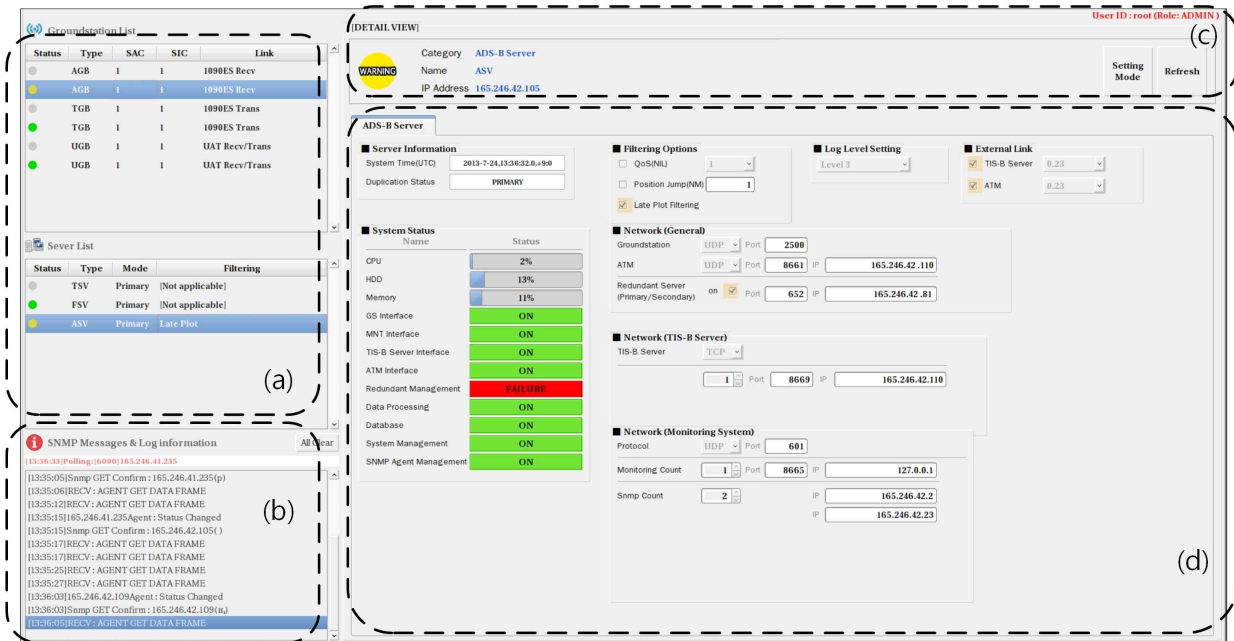 User ID : root (Role: ADMIN )
Groundstation List
Status Type SAC SIC Link
AGB 1 1 1090ES Recv
AGB 1 1 1090ES Recv
TGB 1 1 1090ES Trans
TGB 1 1 1090ES Trans
UGB 1 1 UAT Recv/Trans
UGB 1 1 UAT Recv/Trans
Sever List
Status Type Mode Filtering
TSV Primary [Not applicable]
FSV Primary [Not applicable]
ASV Primary Late Plot
(a)
SNMP Messages & Log information All Clear
[13:36:33]Polling:[6000]165.246.41.235
[13:35:05]Snmp GET Confirm : 165.246.41.235(p)
[13:35:06]RECV : AGENT GET DATA FRAME
[13:35:12]RECV : AGENT GET DATA FRAME
[13:35:15]165.246.41.235Agent : Status Changed
[13:35:15]Snmp GET Confirm : 165.246.42.105( )
[13:35:17]RECV : AGENT GET DATA FRAME
[13:35:17]RECV : AGENT GET DATA FRAME
[13:35:25]RECV : AGENT GET DATA FRAME
[13:35:27]RECV : AGENT GET DATA FRAME
[13:36:03]165.246.42.109Agent : Status Changed
[13:36:03]Snmp GET Confirm : 165.246.42.109
[13:36:05]RECV : AGENT GET DATA FRAME
(b)
[DETAIL VIEW]
(c)
WARNING
Category ADS-B Server
Name ASV
IP Address 165.246.42.105
Setting Mode
Refresh
ADS-B Server
Server Information
System Time(UTC) 2013-7-24,13:36:32.0,+9:0
Duplication Status PRIMARY
Filtering Options
QoS(NIL) 1
Position Jump(NM) 1
Late Plot Filtering
Log Level Setting
Level 3
External Link
TIS-B Server 0.23
ATM 0.23
System Status
Name Status
CPU 2%
HDD 13%
Memory 11%
GS Interface ON
MNT Interface ON
TIS-B Server Interface ON
ATM Interface ON
Redundant Management FAILURE
Data Processing ON
Database ON
System Management ON
SNMP Agent Management ON
Network (General)
Groundstation UDP Port 2500
ATM UDP Port 8661 IP 165.246.42 .110
Redundant Server
(Primary/Secondary) on Port 652 IP 165.246.42 .81
Network (TIS-B Server)
TIS-B Server TCP
1 Port 8669 IP 165.246.42.110
Network (Monitoring System)
Protocol UDP Port 601
Monitoring Count 1 Port 8665 IP 127.0.0.1
Snmp Count 2 IP 165.246.42.2
IP 165.246.42.23
(d)